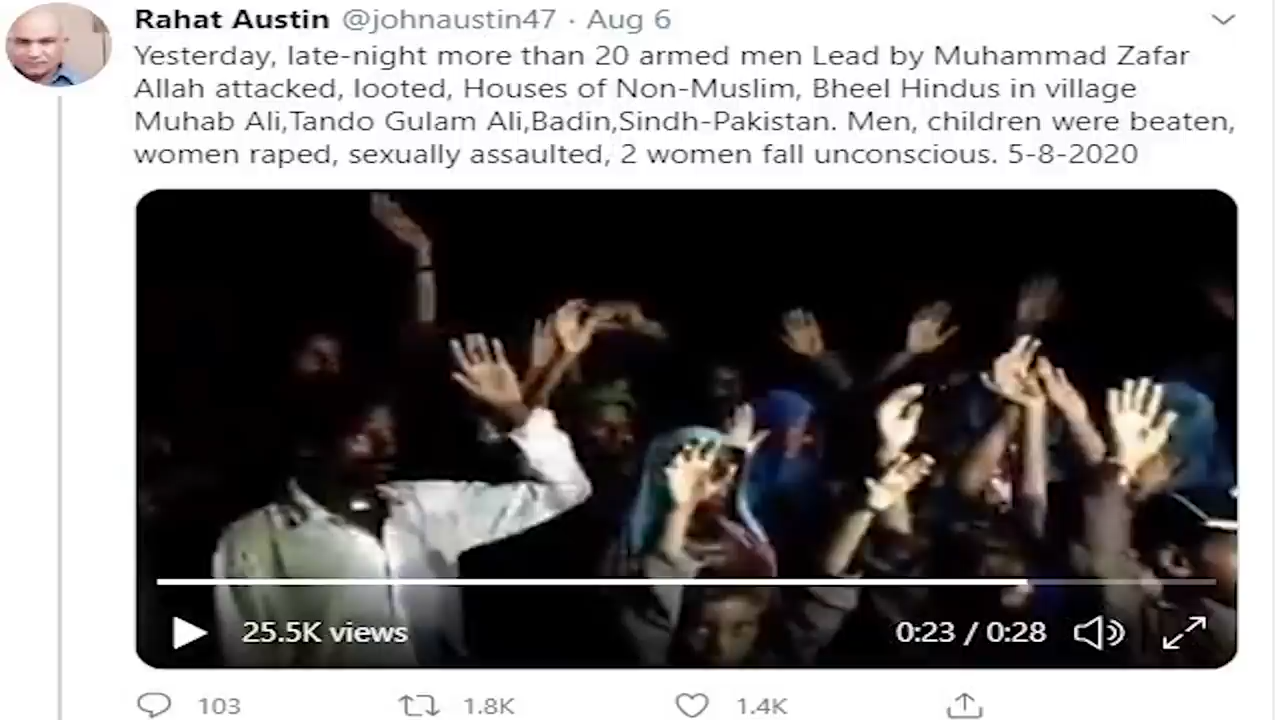 Rahat Austin @johnaustin47 · Aug 6
Yesterday, late-night more than 20 armed men Lead by Muhammad Zafar
Allah attacked, looted, Houses of Non-Muslim, Bheel Hindus in village
Muhab Ali,Tando Gulam Ali,Badin,Sindh-Pakistan. Men, children were beaten,
women raped, sexually assaulted, 2 women fall unconscious. 5-8-2020
25.5K views 0:23 / 0:28
103 1.8K 1.4K